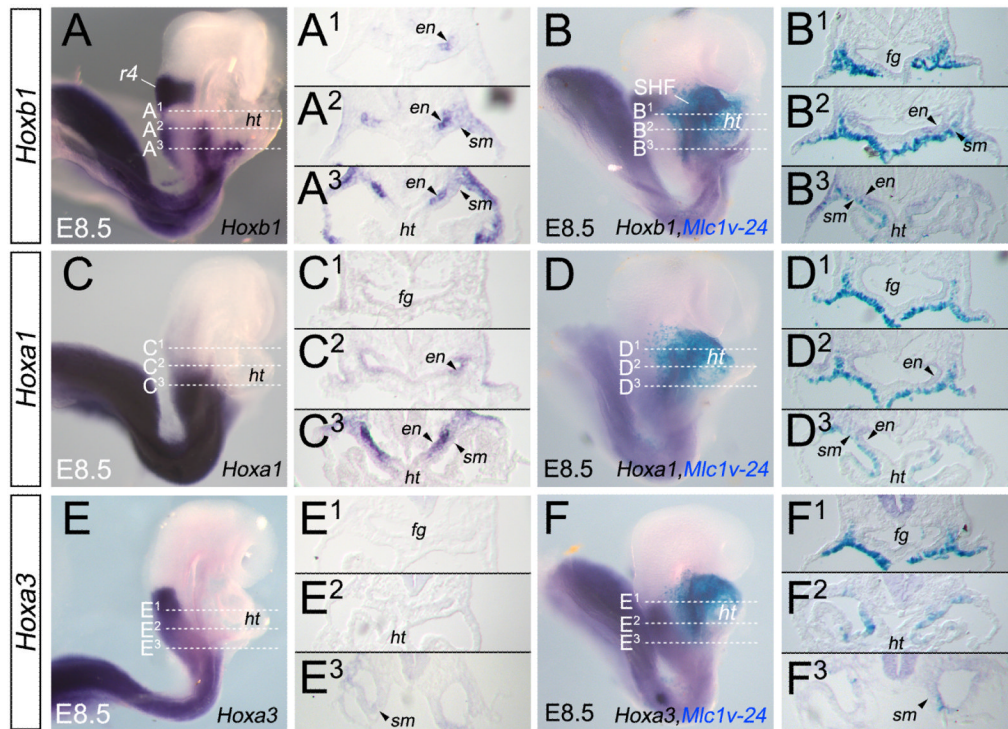 Hoxb1
A
r4
A¹
A²
A³
ht
E8.5
Hoxb1
A¹
en
A²
en
sm
A³
en
sm
ht
B
SHF
B¹
B²
B³
ht
E8.5
Hoxb1,Mlc1v-24
B¹
fg
B²
en
sm
B³
en
sm
ht
Hoxa1
C
C¹
C²
C³
ht
E8.5
Hoxa1
C¹
fg
C²
en
C³
en
sm
ht
D
D¹
D²
D³
ht
E8.5
Hoxa1,Mlc1v-24
D¹
fg
D²
en
D³
en
sm
ht
Hoxa3
E
E¹
E²
E³
ht
E8.5
Hoxa3
E¹
fg
E²
ht
E³
sm
F
E¹
E²
E³
ht
E8.5
Hoxa3,Mlc1v-24
F¹
fg
F²
ht
F³
sm